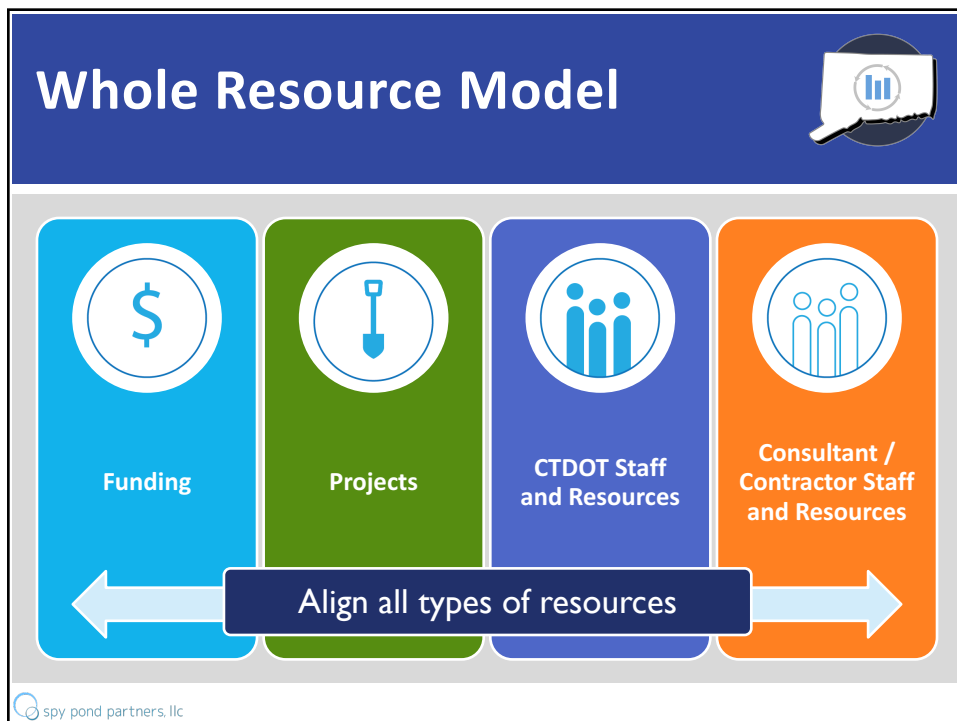 Whole Resource Model
$
Funding
Projects
CTDOT Staff
and Resources
Consultant /
Contractor Staff
and Resources
Align all types of resources
spy pond partners, llc